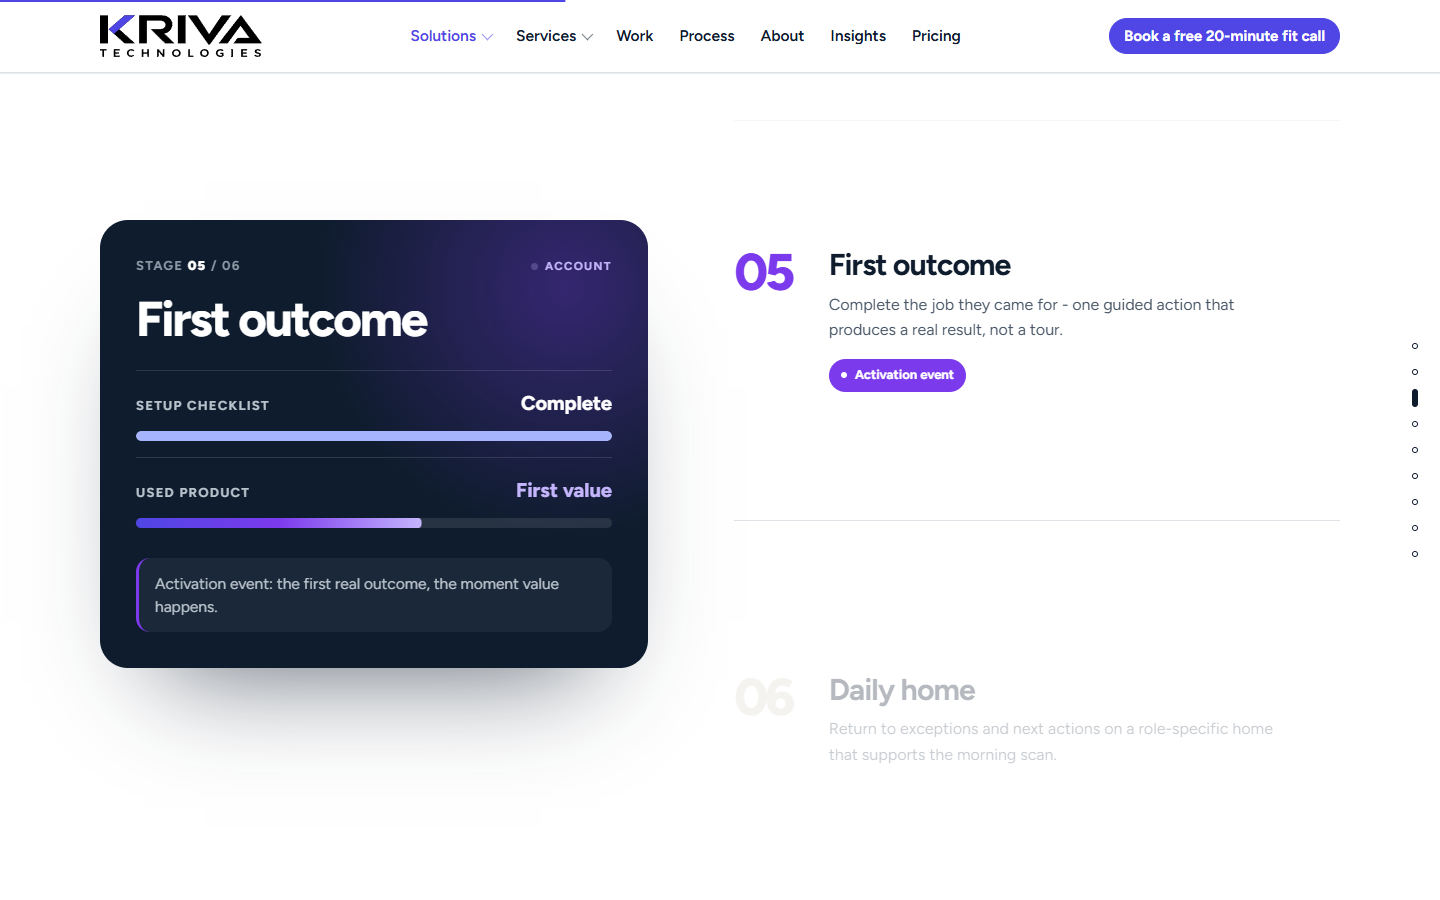 KRIVA
TECHNOLOGIES
Solutions
Services
Work
Process
About
Insights
Pricing
Book a free 20-minute fit call
STAGE 05 / 06
ACCOUNT
First outcome
SETUP CHECKLIST
Complete
USED PRODUCT
First value
Activation event: the first real outcome, the moment value
happens.
05
First outcome
Complete the job they came for - one guided action that
produces a real result, not a tour.
Activation event
06
Daily home
Return to exceptions and next actions on a role-specific home
that supports the morning scan.